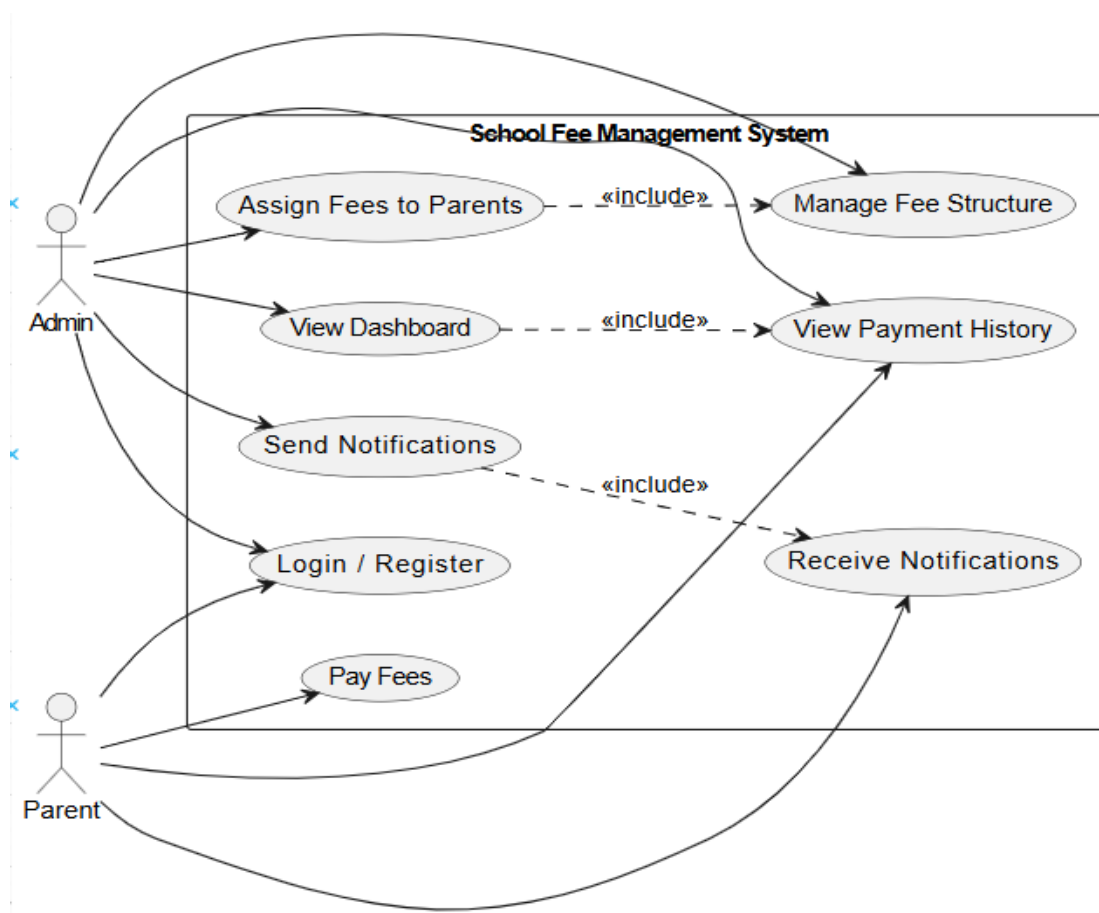 School Fee Management System
Assign Fees to Parents
«include»
Manage Fee Structure
Admin
View Dashboard
«include»
View Payment History
Send Notifications
«include»
Login / Register
Receive Notifications
Pay Fees
Parent